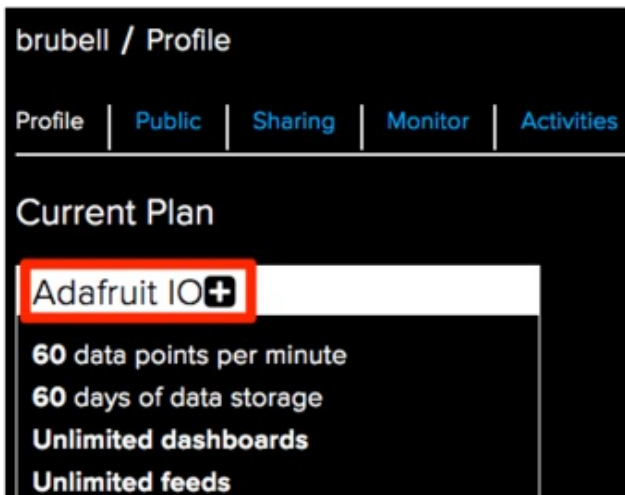 brubell / Profile
Profile | Public | Sharing | Monitor | Activities
Current Plan
Adafruit IO+
60 data points per minute
60 days of data storage
Unlimited dashboards
Unlimited feeds